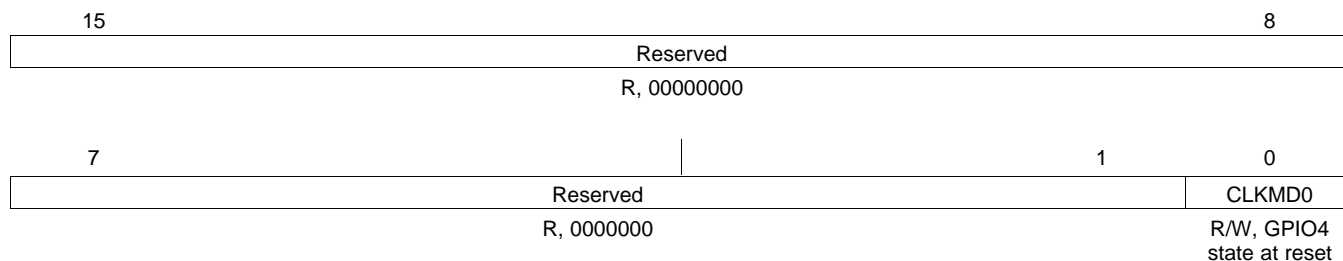 15 8
Reserved
R, 00000000
7 1 0
Reserved CLKMD0
R, 0000000 R/W, GPIO4
state at reset